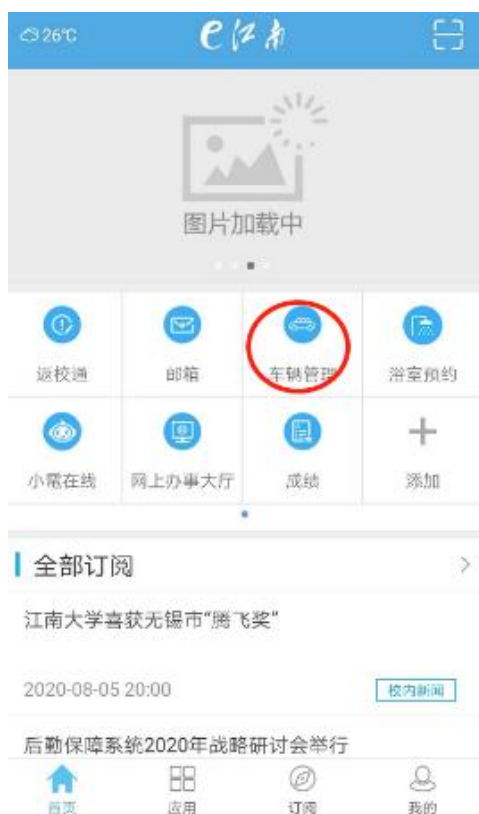 26℃
e江南
图片加载中
返校通
邮箱
车辆管理
浴室预约
小電在线
网上办事大厅
成绩
添加
全部订阅
江南大学喜获无锡市“腾飞奖”
2020-08-05 20:00
校内新闻
后勤保障系统2020年战略研讨会举行
首页
应用
订阅
我的